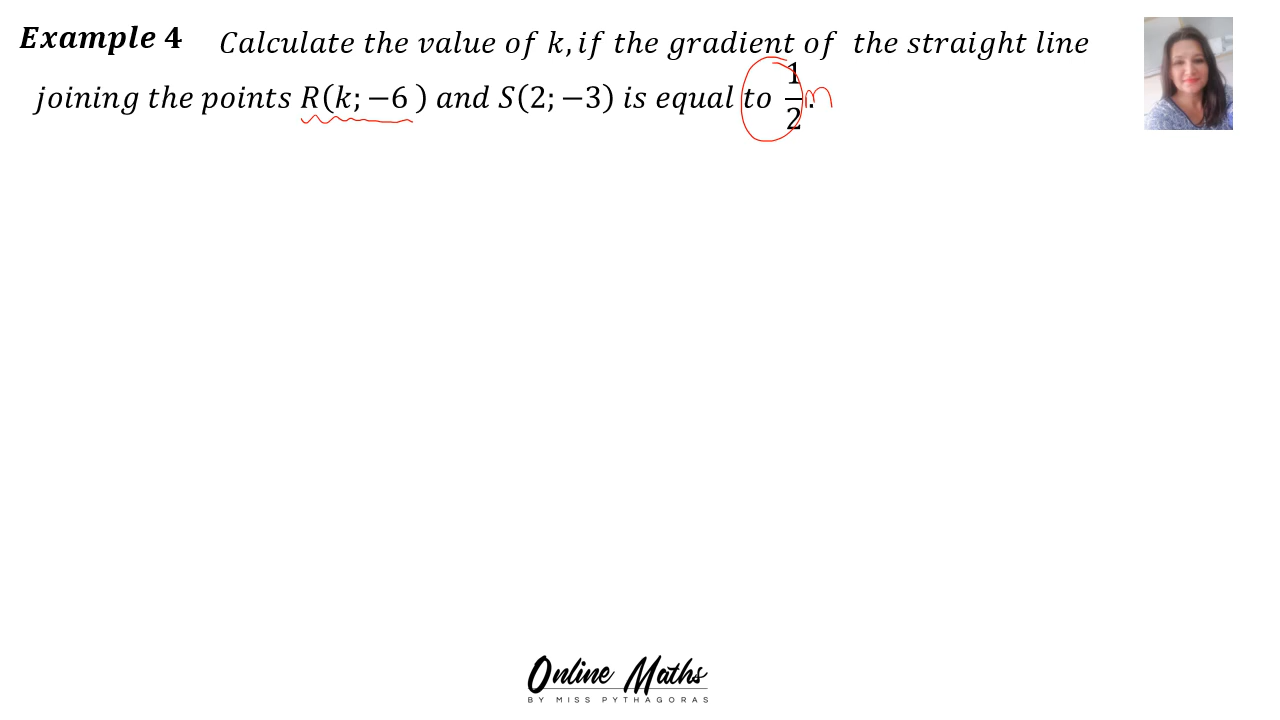 Example 4 Calculate the value of k, if the gradient of the straight line
joining the points R(k; −6 ) and S(2; −3) is equal to 1/2. m
Online Maths
BY MISS PYTHAGORAS